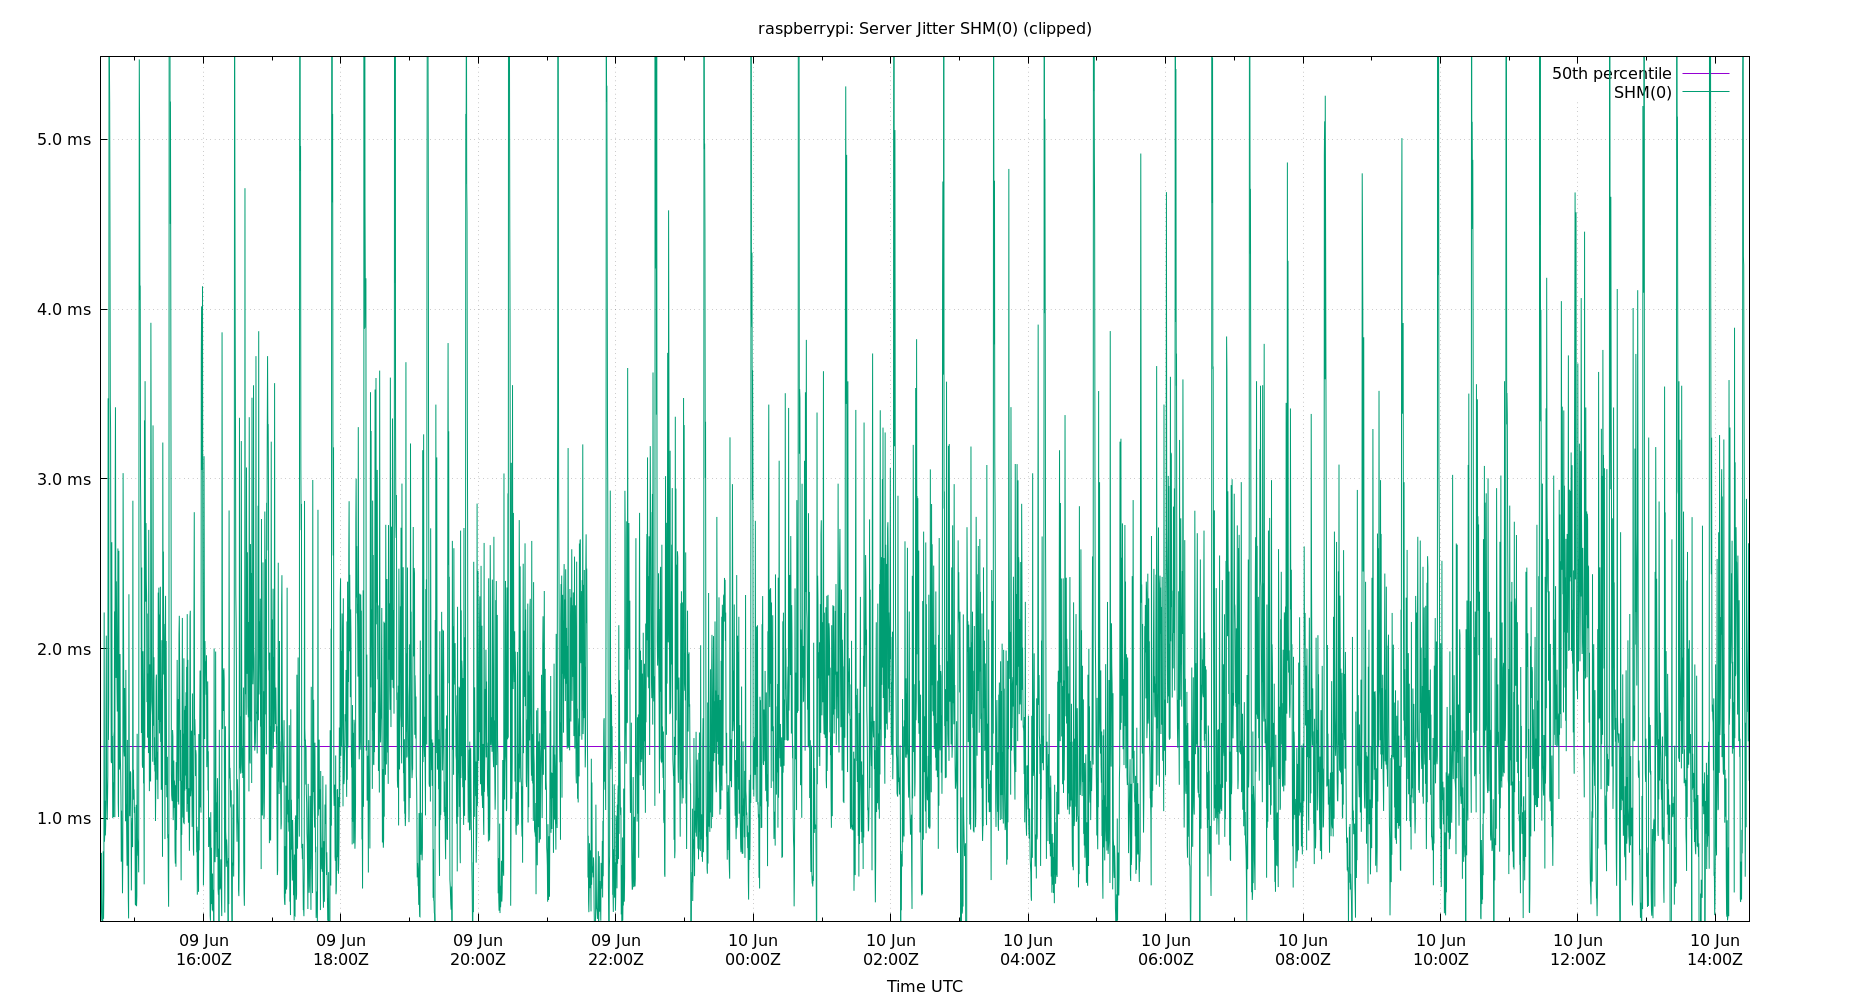 raspberrypi: Server Jitter SHM(0) (clipped)
50th percentile
SHM(0)
5.0 ms
4.0 ms
3.0 ms
2.0 ms
1.0 ms
09 Jun 09 Jun 09 Jun 09 Jun 10 Jun 10 Jun 10 Jun 10 Jun 10 Jun 10 Jun 10 Jun 10 Jun
16:00Z 18:00Z 20:00Z 22:00Z 00:00Z 02:00Z 04:00Z 06:00Z 08:00Z 10:00Z 12:00Z 14:00Z
Time UTC